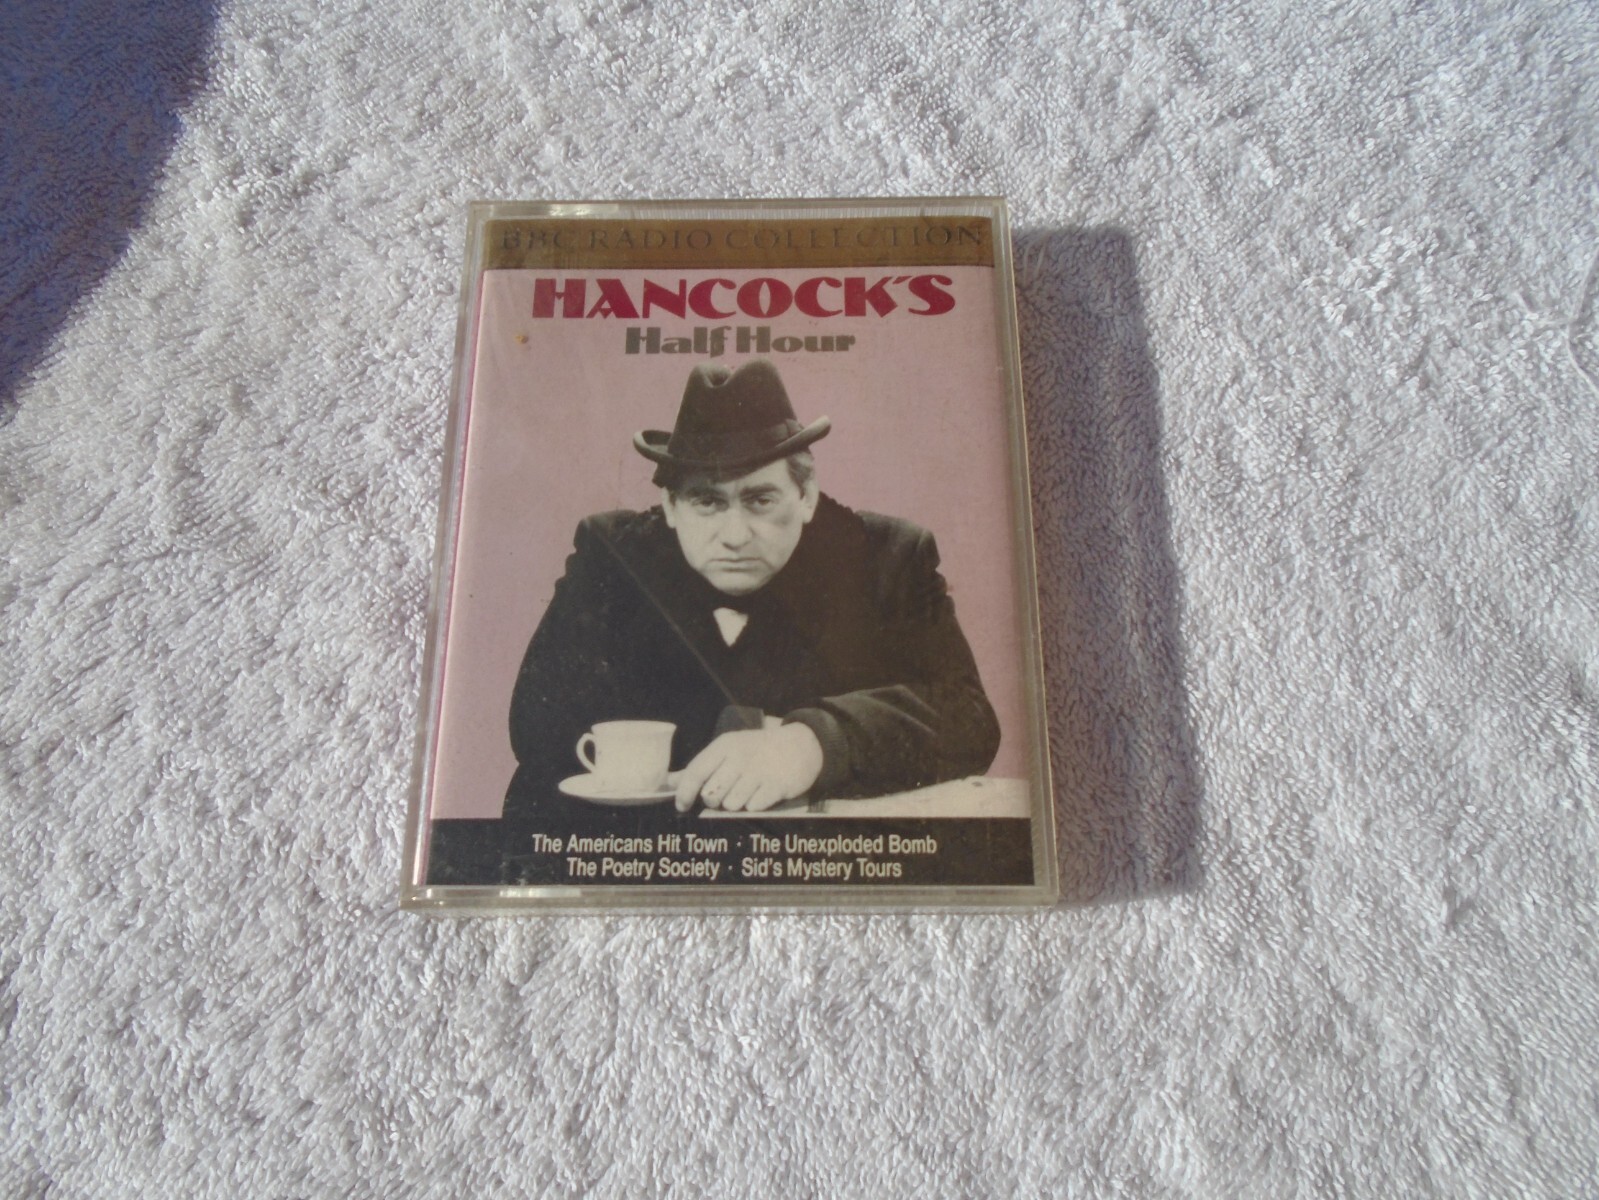 BBC RADIO COLLECTION
HANCOCK'S
Half Hour
The Americans Hit Town · The Unexploded Bomb
The Poetry Society · Sid's Mystery Tours